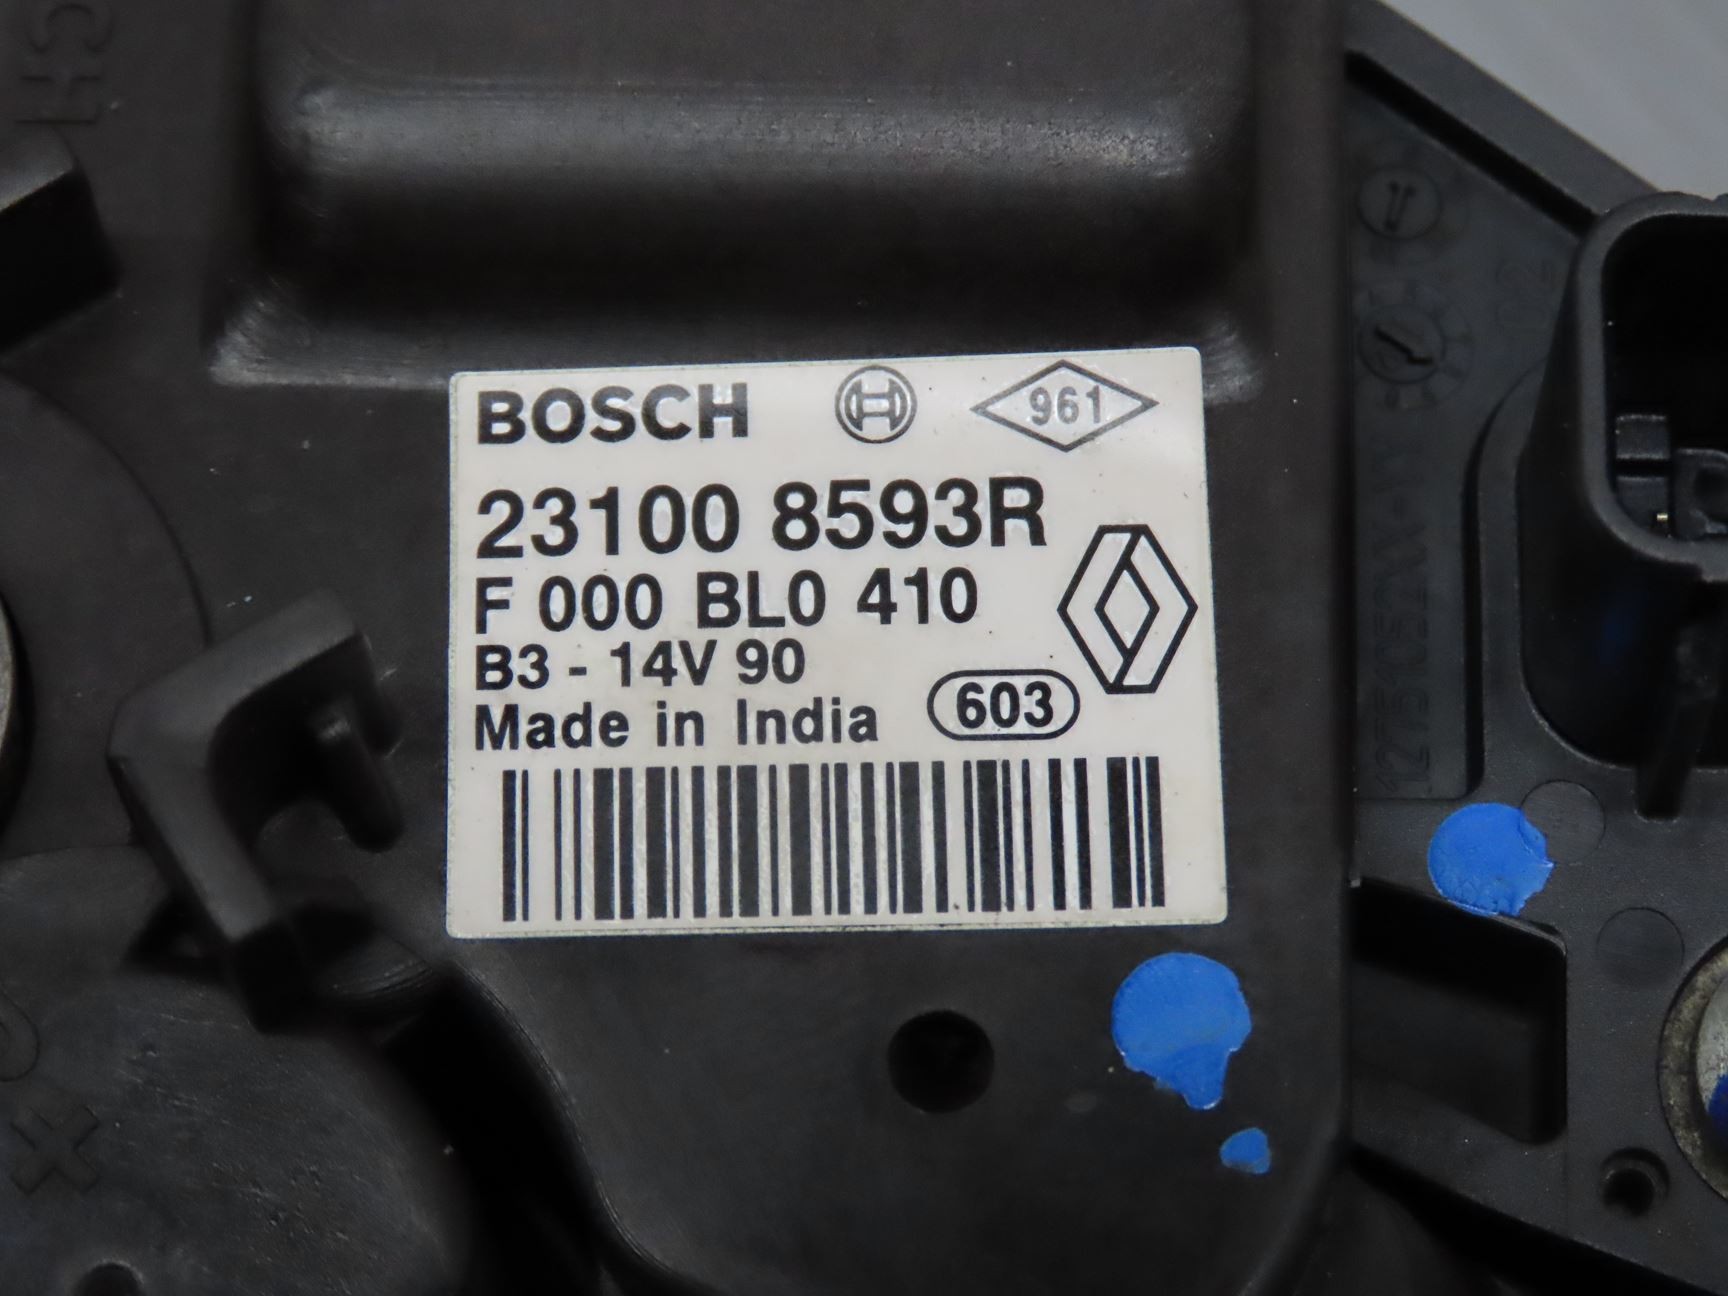 BOSCH 961
23100 8593R
F 000 BL0 410
B3 - 14V 90
Made in India 603